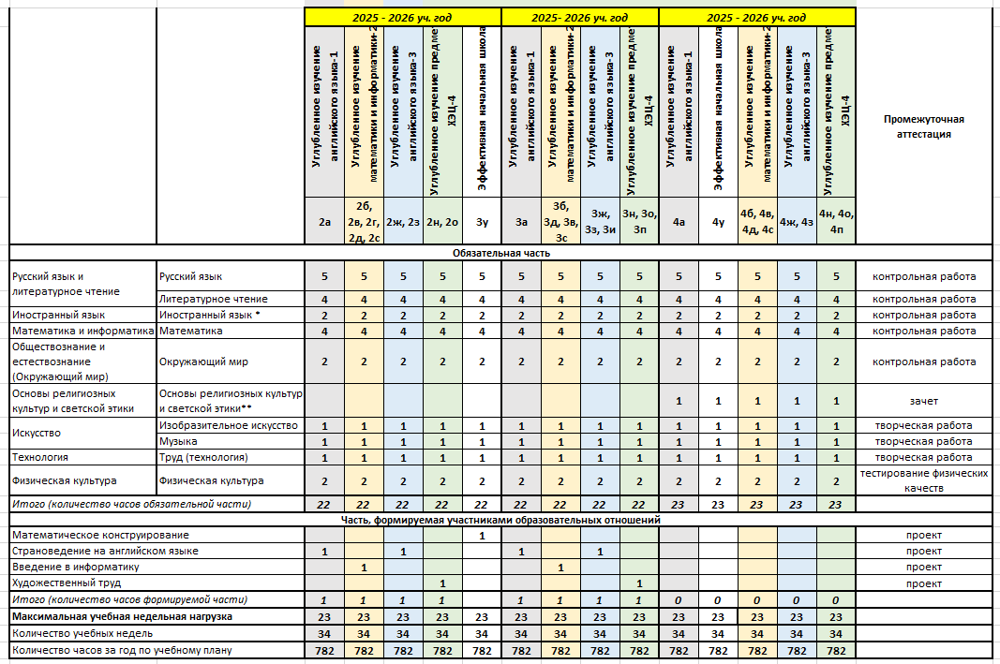 2025 - 2026 уч. год 2025- 2026 уч. год 2025 - 2026 уч. год
Углубленное изучение английского языка-1 Углубленное изучение математики и информатики-2 Углубленное изучение английского языка-3 Углубленное изучение ХЭЦ-4 Эффективная начальная школа Углубленное изучение английского языка-1 Углубленное изучение математики и информатики-2 Углубленное изучение английского языка-3 Углубленное изучение ХЭЦ-4 Углубленное изучение английского языка-1 Эффективная начальная школа Углубленное изучение математики и информатики-2 Углубленное изучение английского языка-3 Углубленное изучение ХЭЦ-4 Промежуточная аттестация
2а 2б, 2в, 2г, 2д, 2с 2ж, 2з 2н, 2о 3у 3а 3б, 3д, 3в, 3с 3ж, 3з, 3и 3н, 3о, 3п 4а 4у 4б, 4в, 4д, 4с 4ж, 4з 4н, 4о, 4п
Обязательная часть
Русский язык и литературное чтение Русский язык 5 5 5 5 5 5 5 5 5 5 5 5 5 5 контрольная работа
Литературное чтение 4 4 4 4 4 4 4 4 4 4 4 4 4 4 контрольная работа
Иностранный язык Иностранный язык * 2 2 2 2 2 2 2 2 2 2 2 2 2 2 контрольная работа
Математика и информатика Математика 4 4 4 4 4 4 4 4 4 4 4 4 4 4 контрольная работа
Обществознание и естествознание (Окружающий мир) Окружающий мир 2 2 2 2 2 2 2 2 2 2 2 2 2 2 контрольная работа
Основы религиозных культур и светской этики Основы религиозных культур и светской этики** 1 1 1 1 1 зачет
Искусство Изобразительное искусство 1 1 1 1 1 1 1 1 1 1 1 1 1 1 творческая работа
Музыка 1 1 1 1 1 1 1 1 1 1 1 1 1 1 творческая работа
Технология Труд (технология) 1 1 1 1 1 1 1 1 1 1 1 1 1 1 творческая работа
Физическая культура Физическая культура 2 2 2 2 2 2 2 2 2 2 2 2 2 2 тестирование физических качеств
Итого (количество часов обязательной части) 22 22 22 22 22 22 22 22 22 23 23 23 23 23
Часть, формируемая участниками образовательных отношений
Математическое конструирование 1 проект
Страноведение на английском языке 1 1 1 1 проект
Введение в информатику 1 1 проект
Художественный труд 1 1 проект
Итого (количество часов формируемой части) 1 1 1 1 1 1 1 1 0 0 0 0 0
Максимальная учебная недельная нагрузка 23 23 23 23 23 23 23 23 23 23 23 23 23 23
Количество учебных недель 34 34 34 34 34 34 34 34 34 34 34 34 34 34
Количество часов за год по учебному плану 782 782 782 782 782 782 782 782 782 782 782 782 782 782